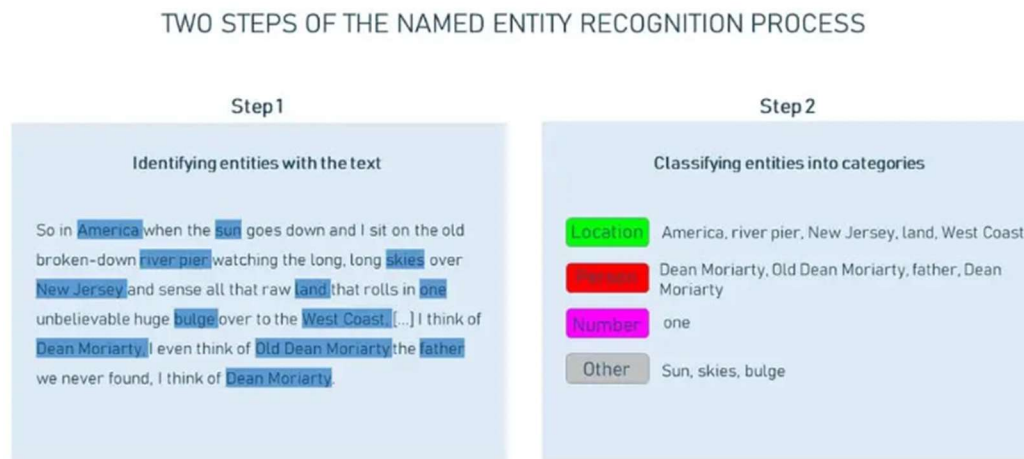 TWO STEPS OF THE NAMED ENTITY RECOGNITION PROCESS
Step 1
Identifying entities with the text
So in America when the sun goes down and I sit on the old
broken-down river pier watching the long, long skies over
New Jersey and sense all that raw land that rolls in one
unbelievable huge bulge over to the West Coast, [...] I think of
Dean Moriarty, I even think of Old Dean Moriarty the father
we never found, I think of Dean Moriarty.
Step 2
Classifying entities into categories
Location America, river pier, New Jersey, land, West Coast
Person Dean Moriarty, Old Dean Moriarty, father, Dean
Moriarty
Number one
Other Sun, skies, bulge